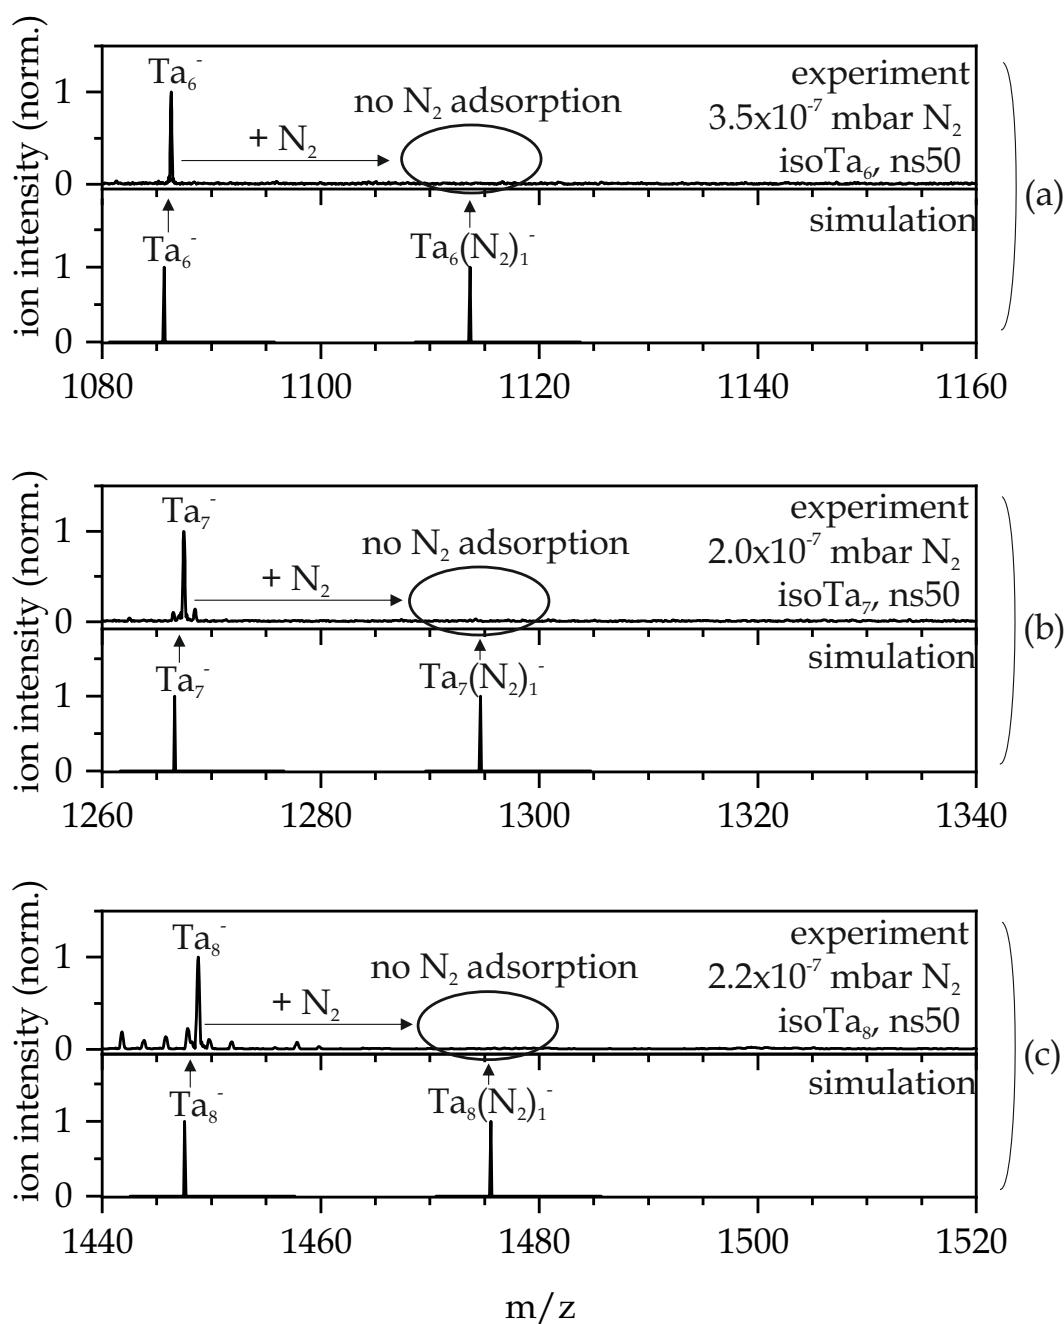 ion intensity (norm.)
1
0
1
0
Ta₆⁻
+ N₂
no N₂ adsorption
experiment
3.5x10⁻⁷ mbar N₂
isoTa₆, ns50
simulation
Ta₆⁻
Ta₆(N₂)₁⁻
1080 1100 1120 1140 1160
(a)
ion intensity (norm.)
1
0
1
0
Ta₇⁻
+ N₂
no N₂ adsorption
experiment
2.0x10⁻⁷ mbar N₂
isoTa₇, ns50
simulation
Ta₇⁻
Ta₇(N₂)₁⁻
1260 1280 1300 1320 1340
(b)
ion intensity (norm.)
1
0
1
0
Ta₈⁻
+ N₂
no N₂ adsorption
experiment
2.2x10⁻⁷ mbar N₂
isoTa₈, ns50
simulation
Ta₈⁻
Ta₈(N₂)₁⁻
1440 1460 1480 1500 1520
(c)
m/z